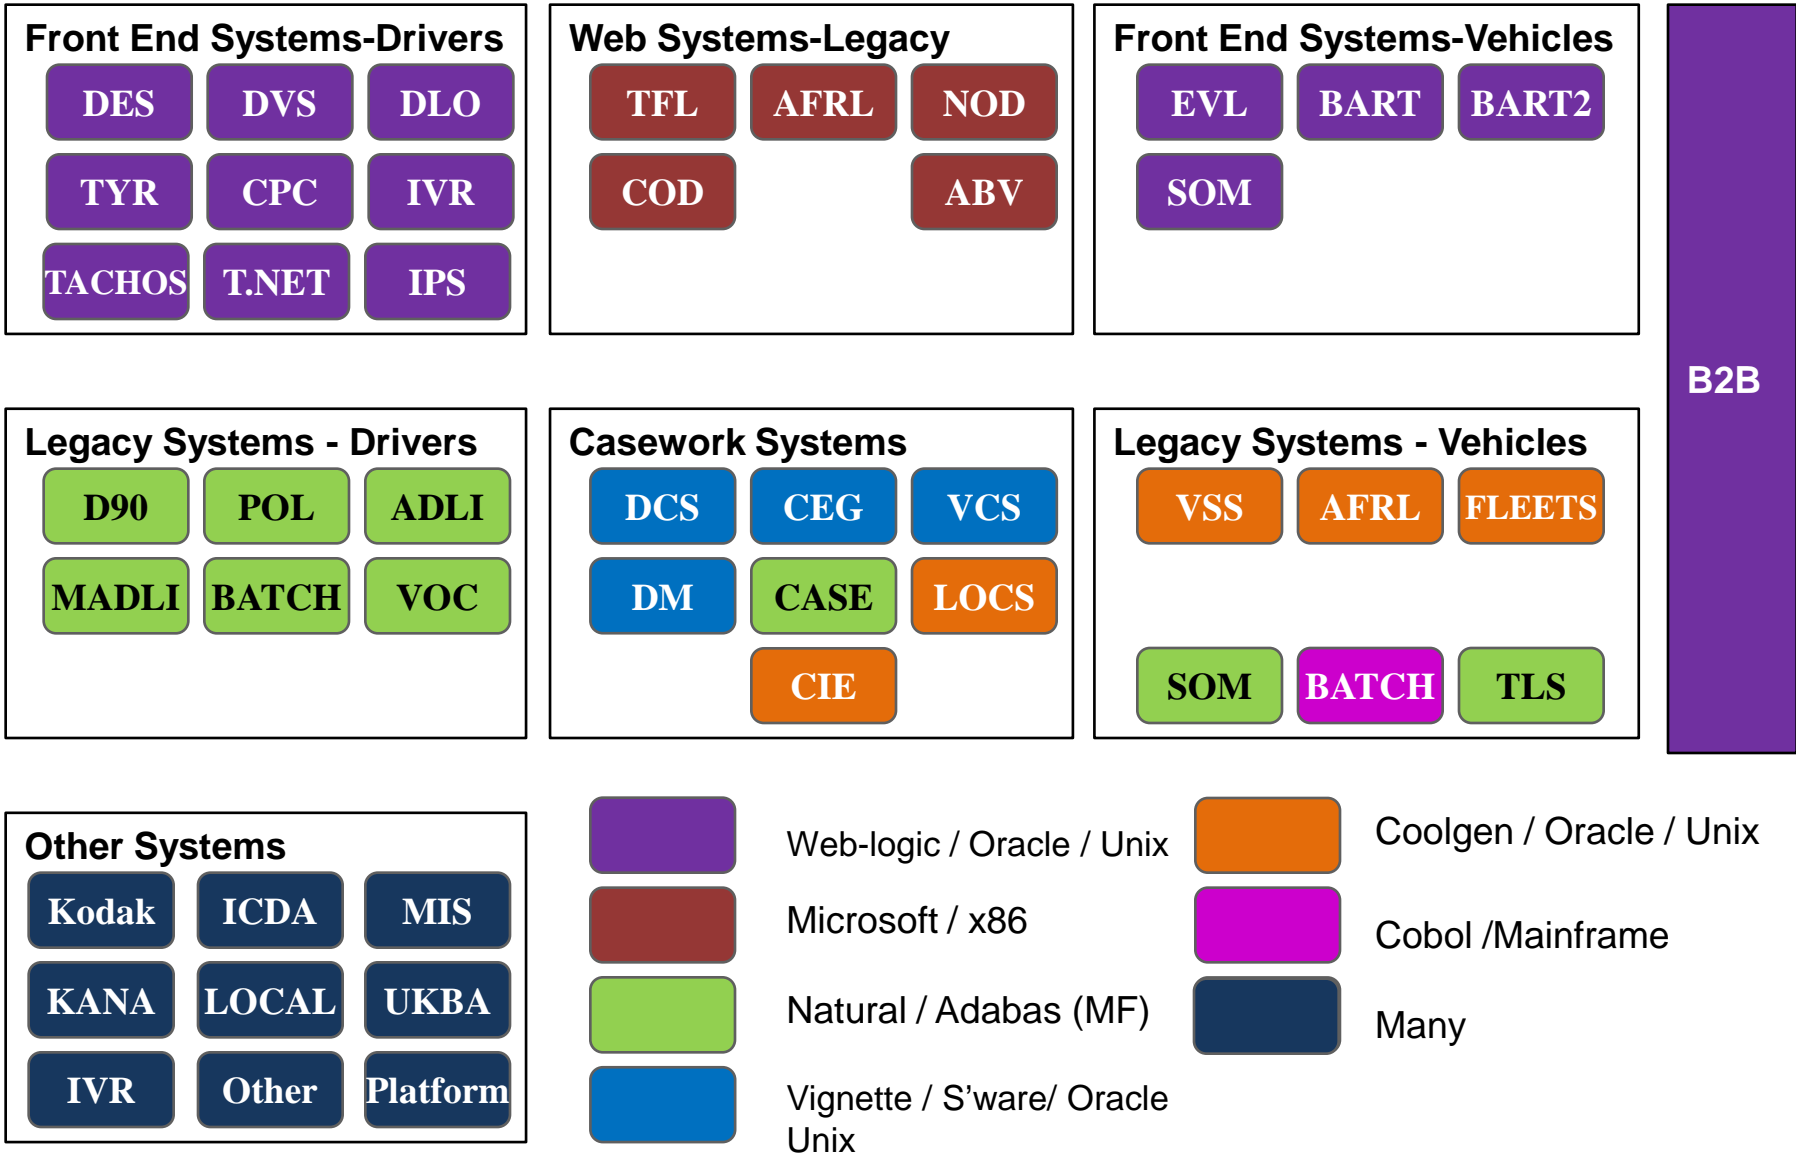 Front End Systems-Drivers
DES DVS DLO
TYR CPC IVR
TACHOS T.NET IPS
Web Systems-Legacy
TFL AFRL NOD
COD ABV
Front End Systems-Vehicles
EVL BART BART2
SOM
B2B
Legacy Systems - Drivers
D90 POL ADLI
MADLI BATCH VOC
Casework Systems
DCS CEG VCS
DM CASE LOCS
CIE
Legacy Systems - Vehicles
VSS AFRL FLEETS
SOM BATCH TLS
Other Systems
Kodak ICDA MIS
KANA LOCAL UKBA
IVR Other Platform
Web-logic / Oracle / Unix
Microsoft / x86
Natural / Adabas (MF)
Vignette / S’ware/ Oracle
Unix
Coolgen / Oracle / Unix
Cobol /Mainframe
Many